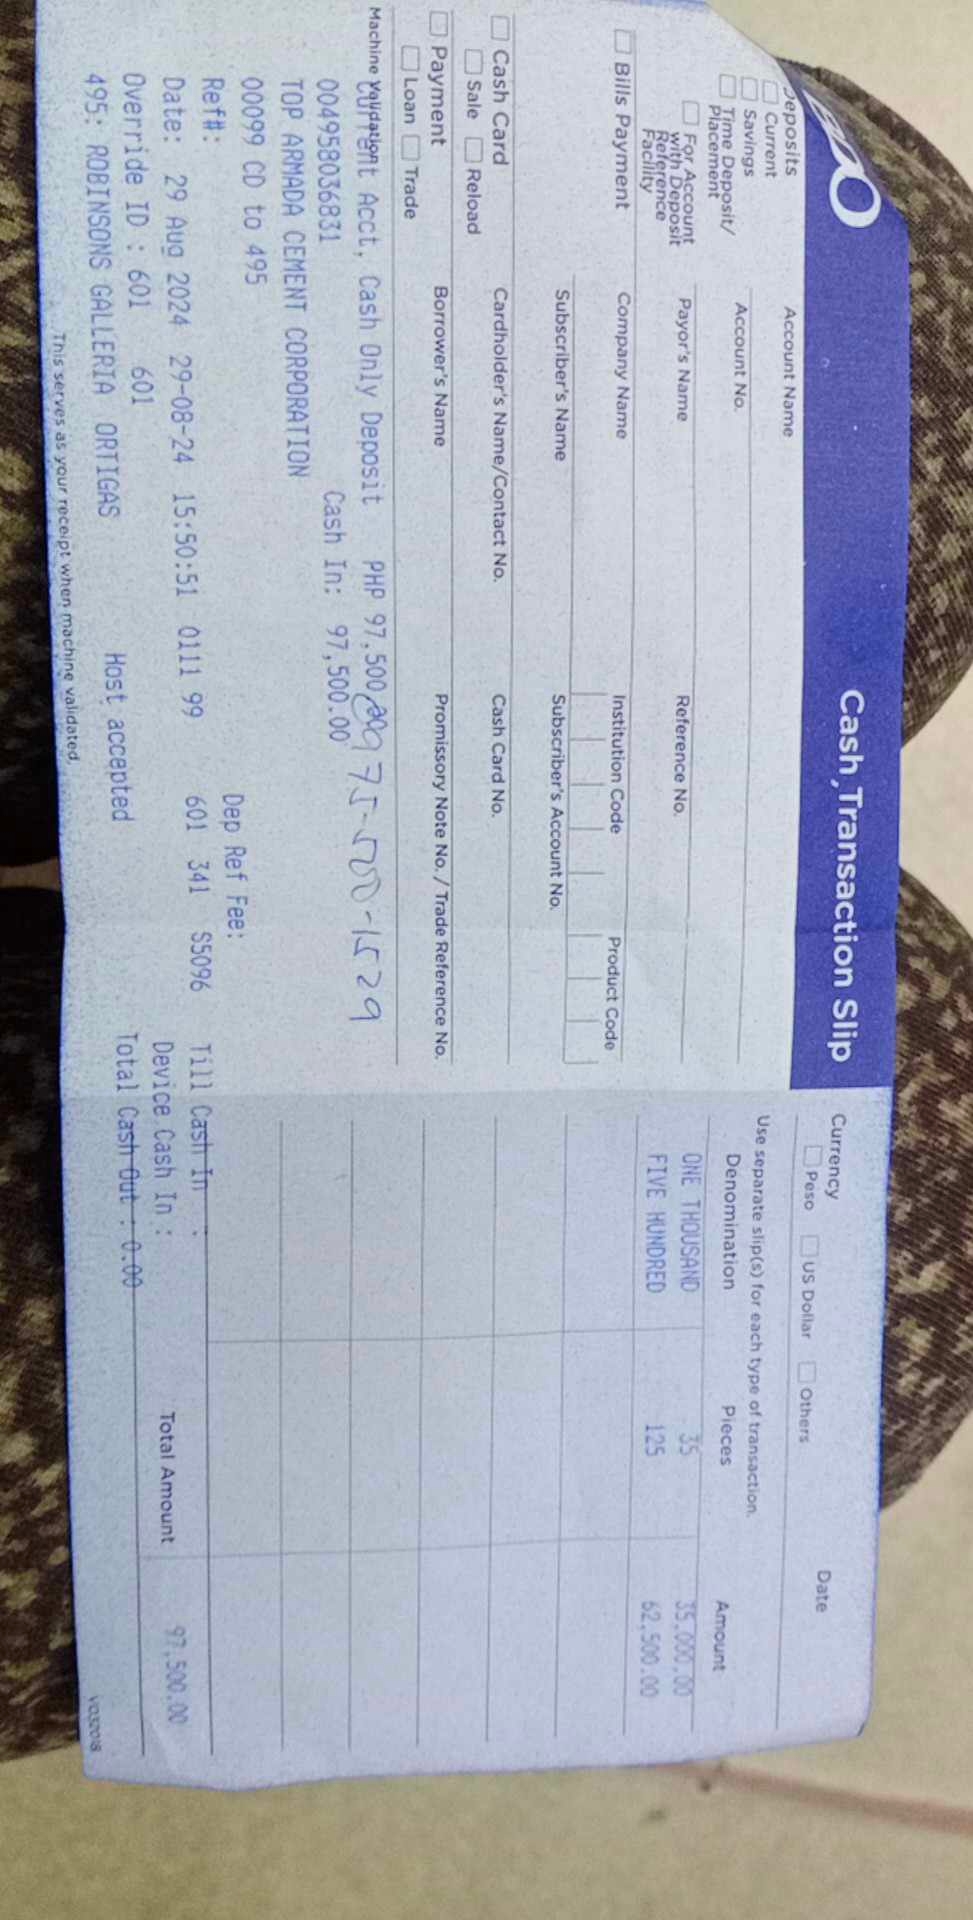 Cash Transaction Slip
Deposits
Current
Savings
Time Deposit/
Placement
For Account
with Deposit
Reference
Facility
Account Name
Account No.
Payor's Name
Reference No.
Bills Payment
Company Name
Institution Code
Product Code
Subscriber's Name
Subscriber's Account No.
Cash Card
Sale
Reload
Cardholder's Name/Contact No.
Cash Card No.
Payment
Loan
Trade
Borrower's Name
Promissory Note No. / Trade Reference No.
Currency
Peso
US Dollar
Others
Date
Use separate slip(s) for each type of transaction.
Denomination Pieces Amount
ONE THOUSAND 35 35,000.00
FIVE HUNDRED 125 62,500.00
Machine Validation
Current Act, Cash Only Deposit PHP 97,500
004958036831 Cash In: 97,500.00
TOP ARMADA CEMENT CORPORATION
00099 CD to 495
Ref#: Dep Ref Fee:
Date: 29 Aug 2024 29-08-24 15:50:51 0111 99 601 341 S5096 Till Cash In :
Override ID : 601 601 Device Cash In :
495: ROBINSONS GALLERIA ORTIGAS Host accepted Total Cash Out : 0.00
Total Amount 97,500.00
This serves as your receipt when machine validated.
V032018